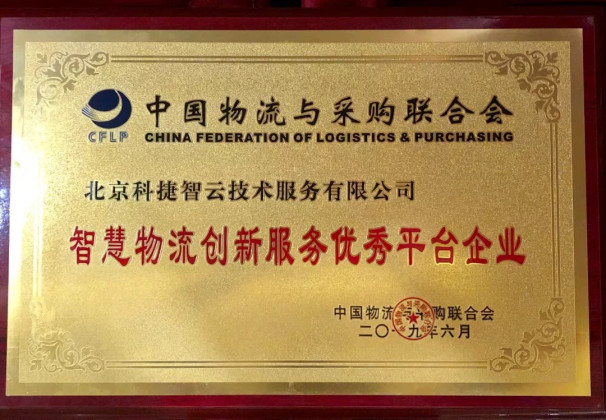 中国物流与采购联合会
CFLP
CHINA FEDERATION OF LOGISTICS & PURCHASING
北京科捷智云技术服务有限公司
智慧物流创新服务优秀平台企业
中国物流与采购联合会
二〇一九年六月